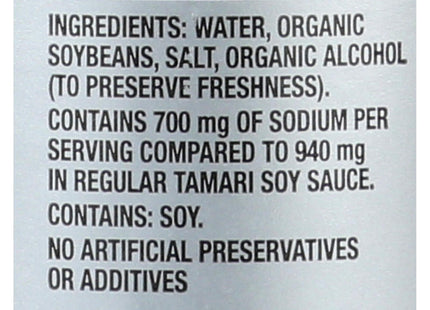 INGREDIENTS: WATER, ORGANIC
SOYBEANS, SALT, ORGANIC ALCOHOL
(TO PRESERVE FRESHNESS).
CONTAINS 700 mg OF SODIUM PER
SERVING COMPARED TO 940 mg
IN REGULAR TAMARI SOY SAUCE.
CONTAINS: SOY.
NO ARTIFICIAL PRESERVATIVES
OR ADDITIVES